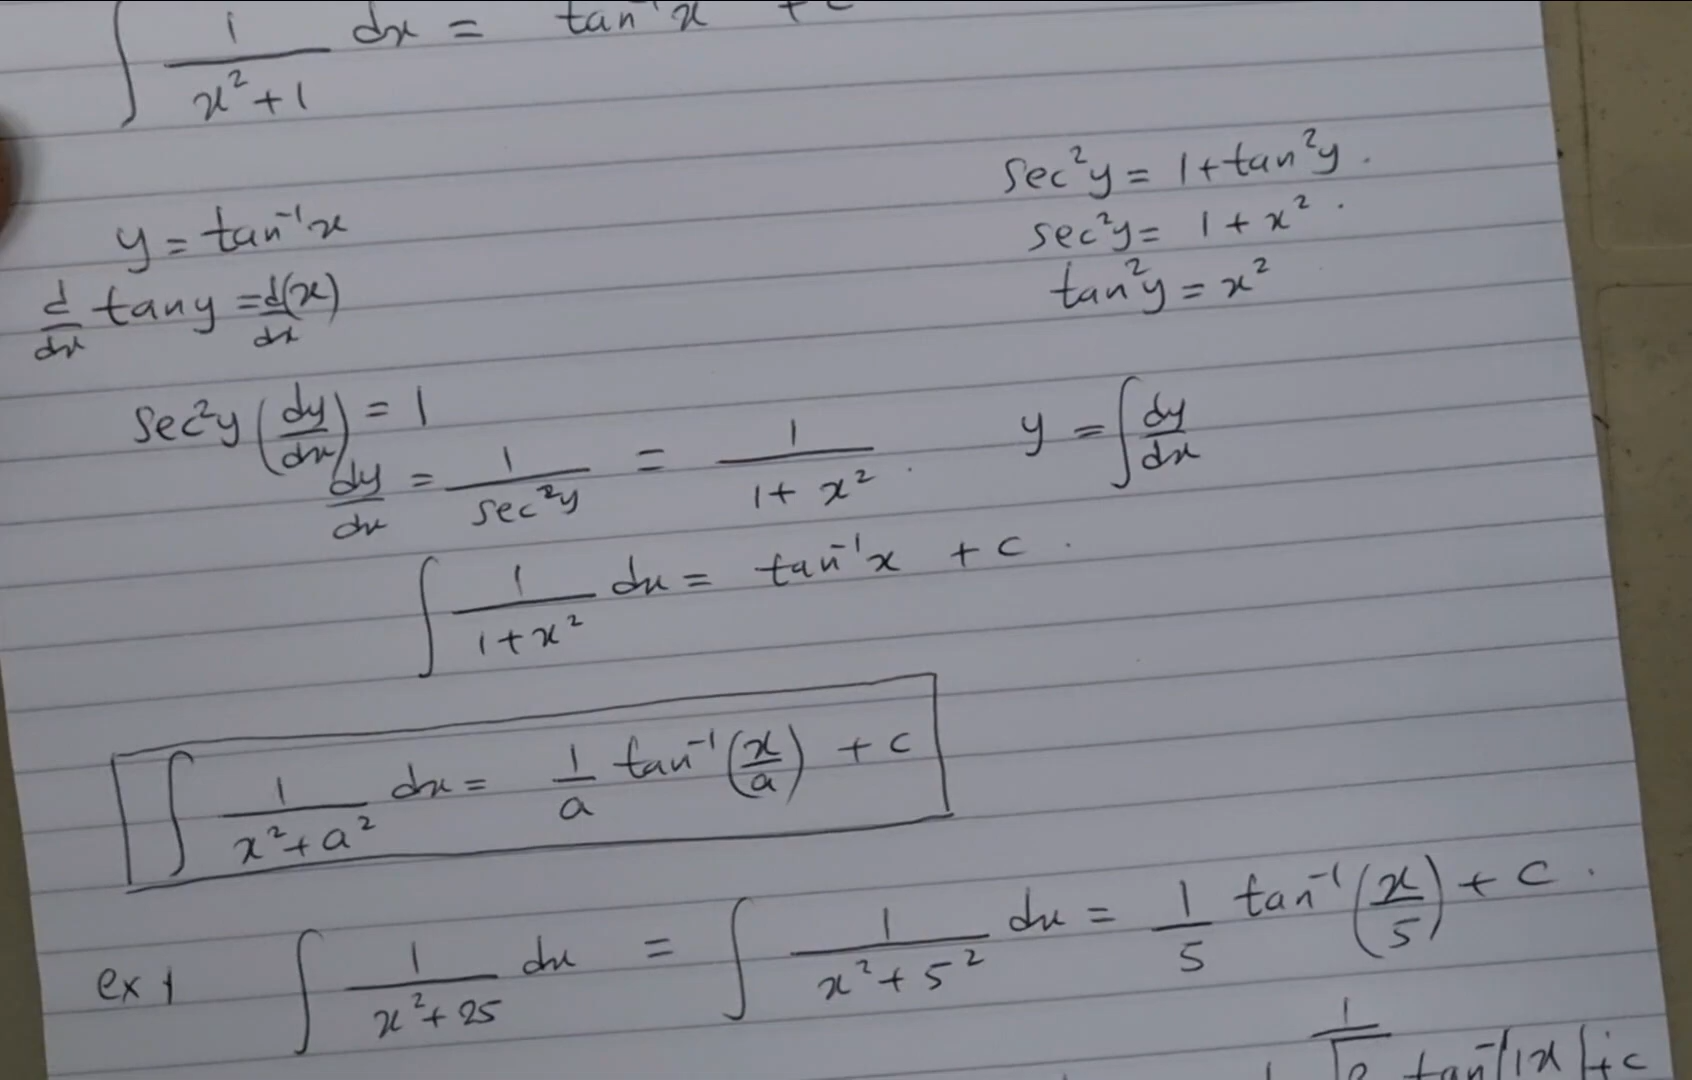 ∫ 1/(x²+1) dx = tan⁻¹x + c
sec²y = 1+tan²y.
y = tan⁻¹x
sec²y = 1+x².
d/dx tany = d(x)/dx
tan²y = x²
sec²y (dy/dx) = 1
dy/dx = 1/sec²y = 1/(1+x²).
y = ∫ dy/dx
∫ 1/(1+x²) dx = tan⁻¹x + c.
∫ 1/(x²+a²) dx = 1/a tan⁻¹(x/a) + c
ex 1 ∫ 1/(x²+25) dx = ∫ 1/(x²+5²) dx = 1/5 tan⁻¹(x/5) + c.
tan⁻¹ + c